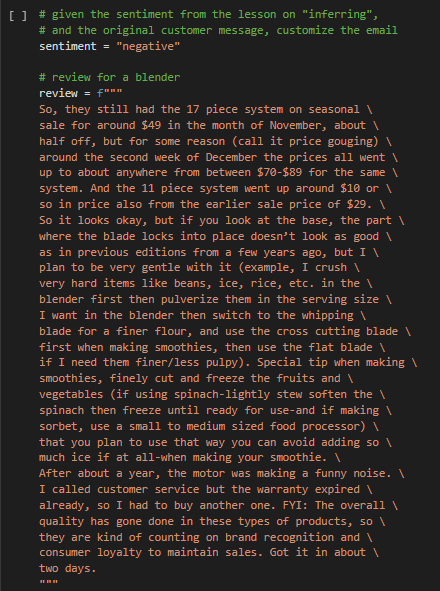 [ ] # given the sentiment from the lesson on "inferring",
# and the original customer message, customize the email
sentiment = "negative"

# review for a blender
review = f"""
So, they still had the 17 piece system on seasonal \
sale for around $49 in the month of November, about \
half off, but for some reason (call it price gouging) \
around the second week of December the prices all went \
up to about anywhere from between $70-$89 for the same \
system. And the 11 piece system went up around $10 or \
so in price also from the earlier sale price of $29. \
So it looks okay, but if you look at the base, the part \
where the blade locks into place doesn’t look as good \
as in previous editions from a few years ago, but I \
plan to be very gentle with it (example, I crush \
very hard items like beans, ice, rice, etc. in the \
blender first then pulverize them in the serving size \
I want in the blender then switch to the whipping \
blade for a finer flour, and use the cross cutting blade \
first when making smoothies, then use the flat blade \
if I need them finer/less pulpy). Special tip when making \
smoothies, finely cut and freeze the fruits and \
vegetables (if using spinach-lightly stew soften the \
spinach then freeze until ready for use-and if making \
sorbet, use a small to medium sized food processor) \
that you plan to use that way you can avoid adding so \
much ice if at all-when making your smoothie. \
After about a year, the motor was making a funny noise. \
I called customer service but the warranty expired \
already, so I had to buy another one. FYI: The overall \
quality has gone done in these types of products, so \
they are kind of counting on brand recognition and \
consumer loyalty to maintain sales. Got it in about \
two days.
"""